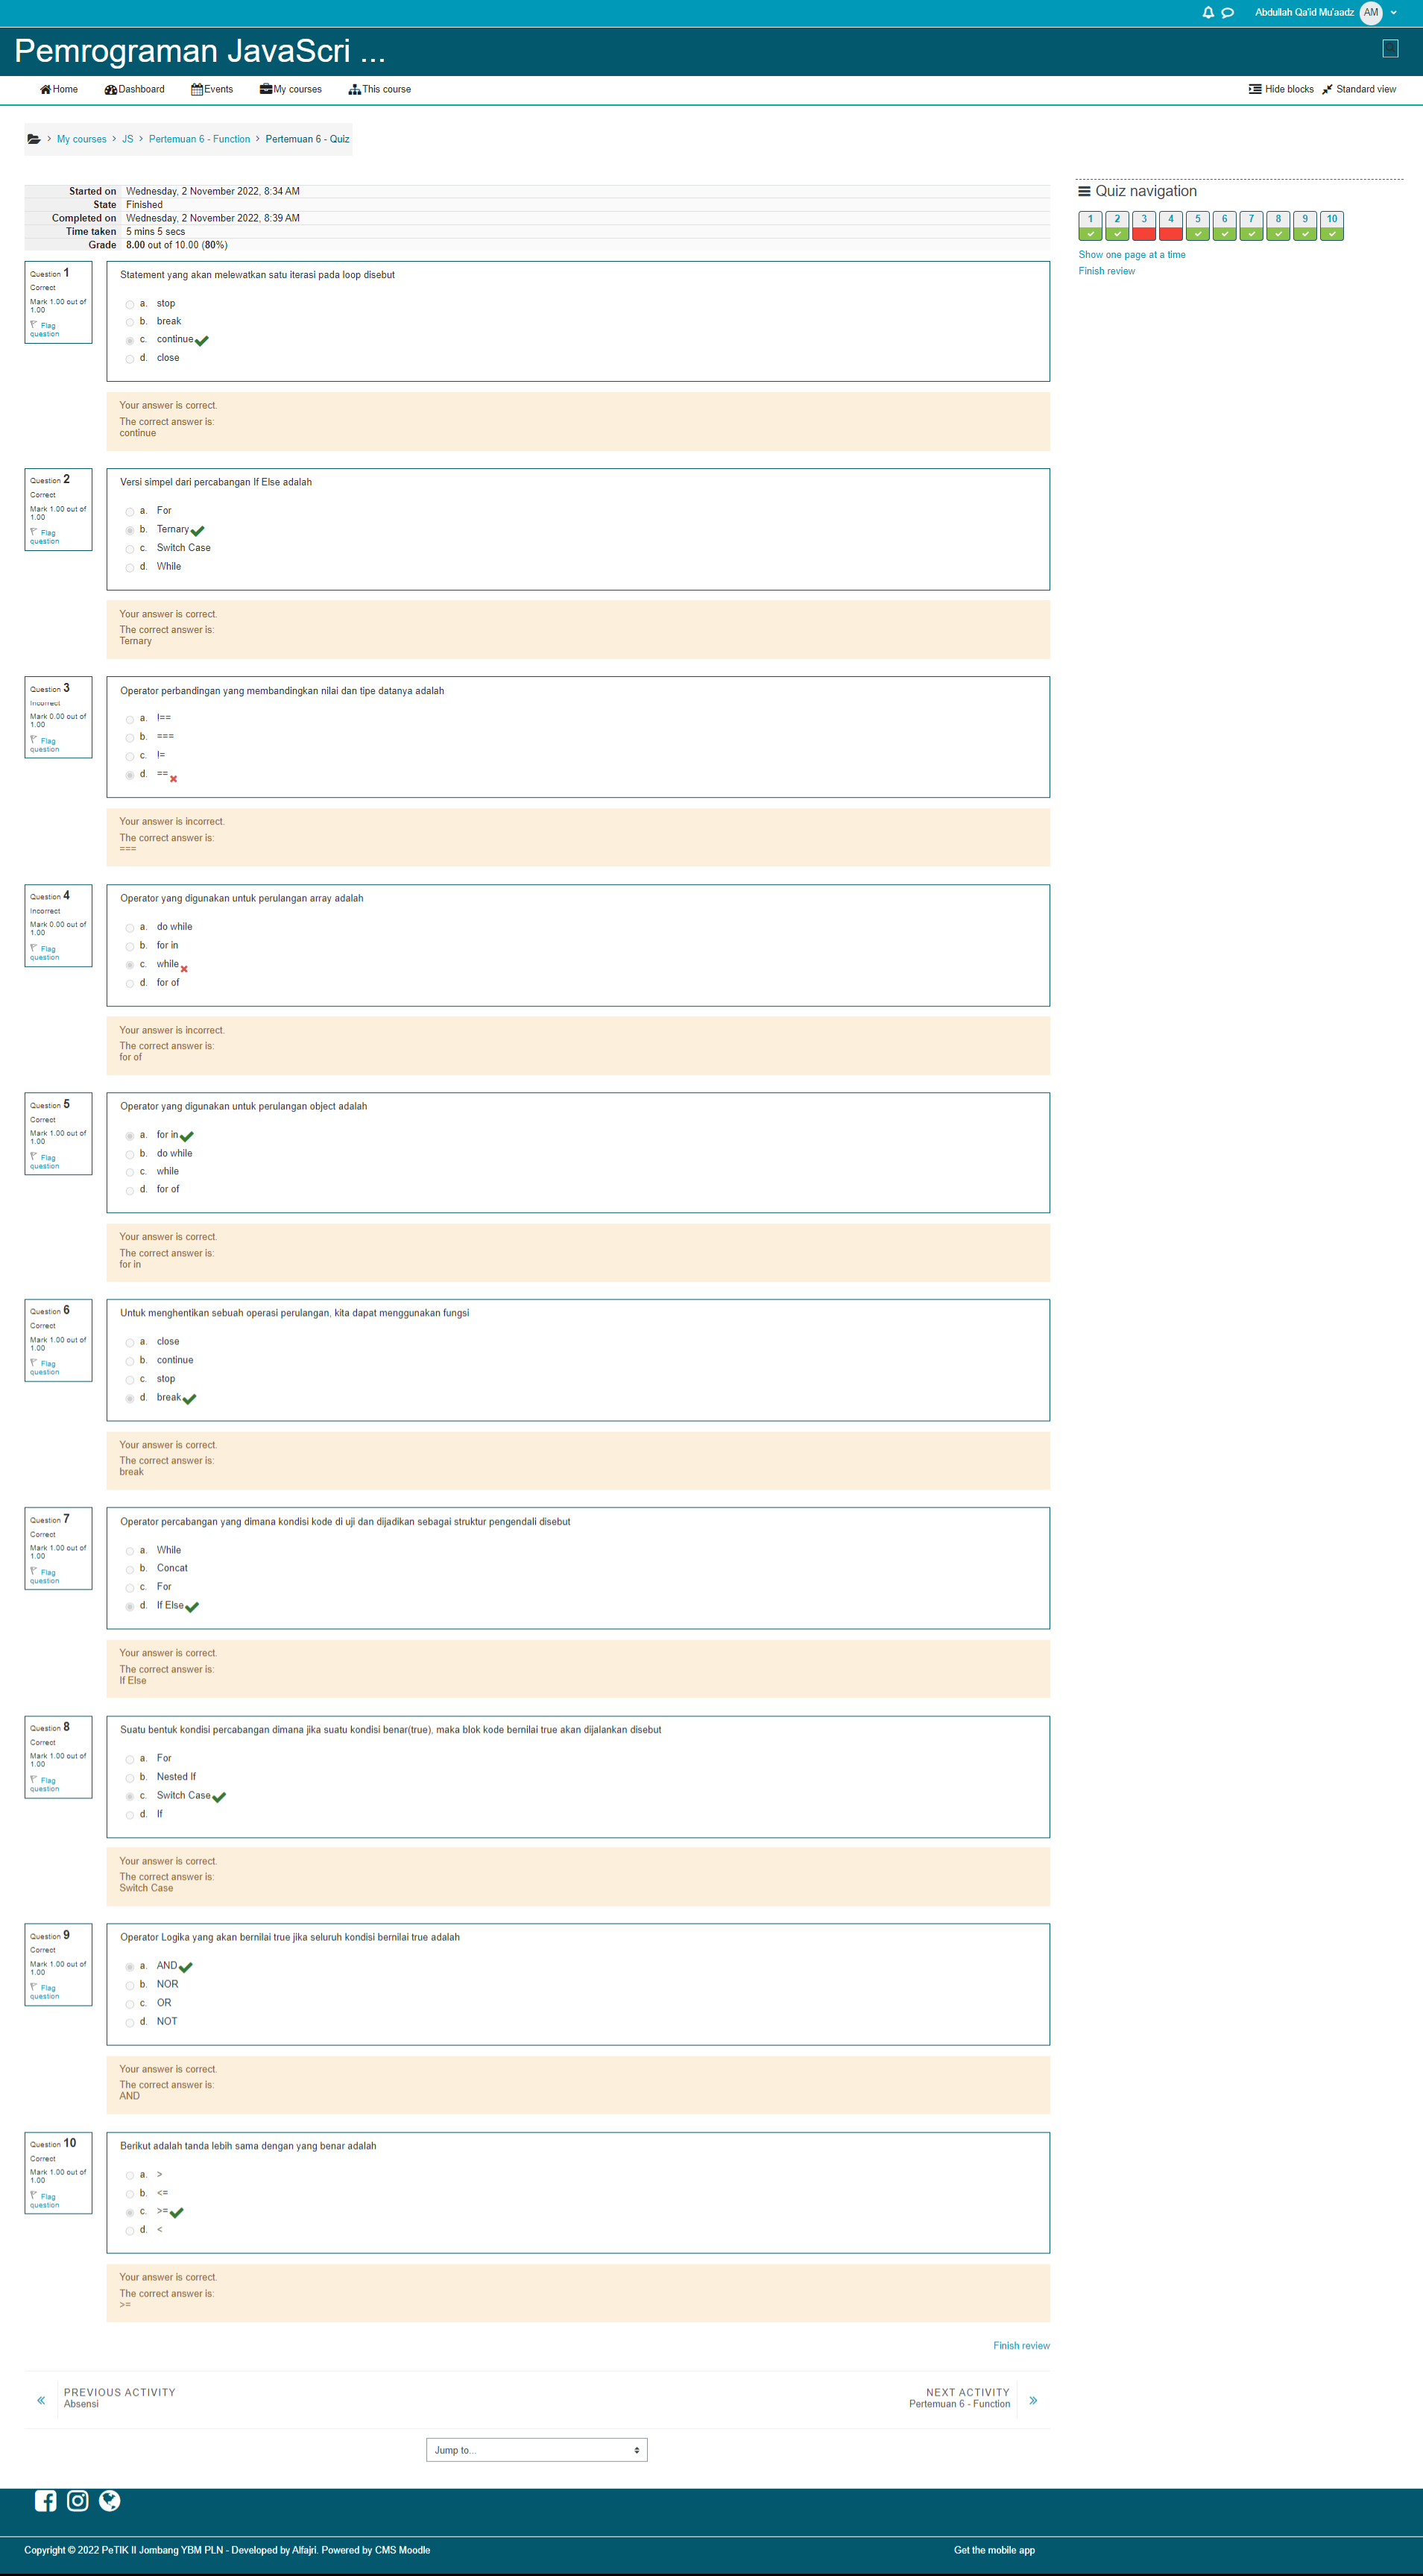 Abdullah Qa'id Mu'aadz AM
Pemrograman JavaScri ...
Home Dashboard Events My courses This course Hide blocks Standard view
My courses JS Pertemuan 6 - Function Pertemuan 6 - Quiz
Started on Wednesday, 2 November 2022, 8:34 AM
State Finished
Completed on Wednesday, 2 November 2022, 8:39 AM
Time taken 5 mins 5 secs
Grade 8.00 out of 10.00 (80%)
Quiz navigation
1 2 3 4 5 6 7 8 9 10
Show one page at a time
Finish review
Question 1
Correct
Mark 1.00 out of
1.00
Flag
question
Statement yang akan melewatkan satu iterasi pada loop disebut
a. stop
b. break
c. continue
d. close
Your answer is correct.
The correct answer is:
continue
Question 2
Correct
Mark 1.00 out of
1.00
Flag
question
Versi simpel dari percabangan If Else adalah
a. For
b. Ternary
c. Switch Case
d. While
Your answer is correct.
The correct answer is:
Ternary
Question 3
Incorrect
Mark 0.00 out of
1.00
Flag
question
Operator perbandingan yang membandingkan nilai dan tipe datanya adalah
a. !==
b. ===
c. !=
d. ==
Your answer is incorrect.
The correct answer is:
===
Question 4
Incorrect
Mark 0.00 out of
1.00
Flag
question
Operator yang digunakan untuk perulangan array adalah
a. do while
b. for in
c. while
d. for of
Your answer is incorrect.
The correct answer is:
for of
Question 5
Correct
Mark 1.00 out of
1.00
Flag
question
Operator yang digunakan untuk perulangan object adalah
a. for in
b. do while
c. while
d. for of
Your answer is correct.
The correct answer is:
for in
Question 6
Correct
Mark 1.00 out of
1.00
Flag
question
Untuk menghentikan sebuah operasi perulangan, kita dapat menggunakan fungsi
a. close
b. continue
c. stop
d. break
Your answer is correct.
The correct answer is:
break
Question 7
Correct
Mark 1.00 out of
1.00
Flag
question
Operator percabangan yang dimana kondisi kode di uji dan dijadikan sebagai struktur pengendali disebut
a. While
b. Concat
c. For
d. If Else
Your answer is correct.
The correct answer is:
If Else
Question 8
Correct
Mark 1.00 out of
1.00
Flag
question
Suatu bentuk kondisi percabangan dimana jika suatu kondisi benar(true), maka blok kode bernilai true akan dijalankan disebut
a. For
b. Nested If
c. Switch Case
d. If
Your answer is correct.
The correct answer is:
Switch Case
Question 9
Correct
Mark 1.00 out of
1.00
Flag
question
Operator Logika yang akan bernilai true jika seluruh kondisi bernilai true adalah
a. AND
b. NOR
c. OR
d. NOT
Your answer is correct.
The correct answer is:
AND
Question 10
Correct
Mark 1.00 out of
1.00
Flag
question
Berikut adalah tanda lebih sama dengan yang benar adalah
a. >
b. <=
c. >=
d. <
Your answer is correct.
The correct answer is:
>=
Finish review
PREVIOUS ACTIVITY
Absensi
NEXT ACTIVITY
Pertemuan 6 - Function
Jump to...
Copyright © 2022 PeTIK II Jombang YBM PLN - Developed by Alfajri. Powered by CMS Moodle
Get the mobile app